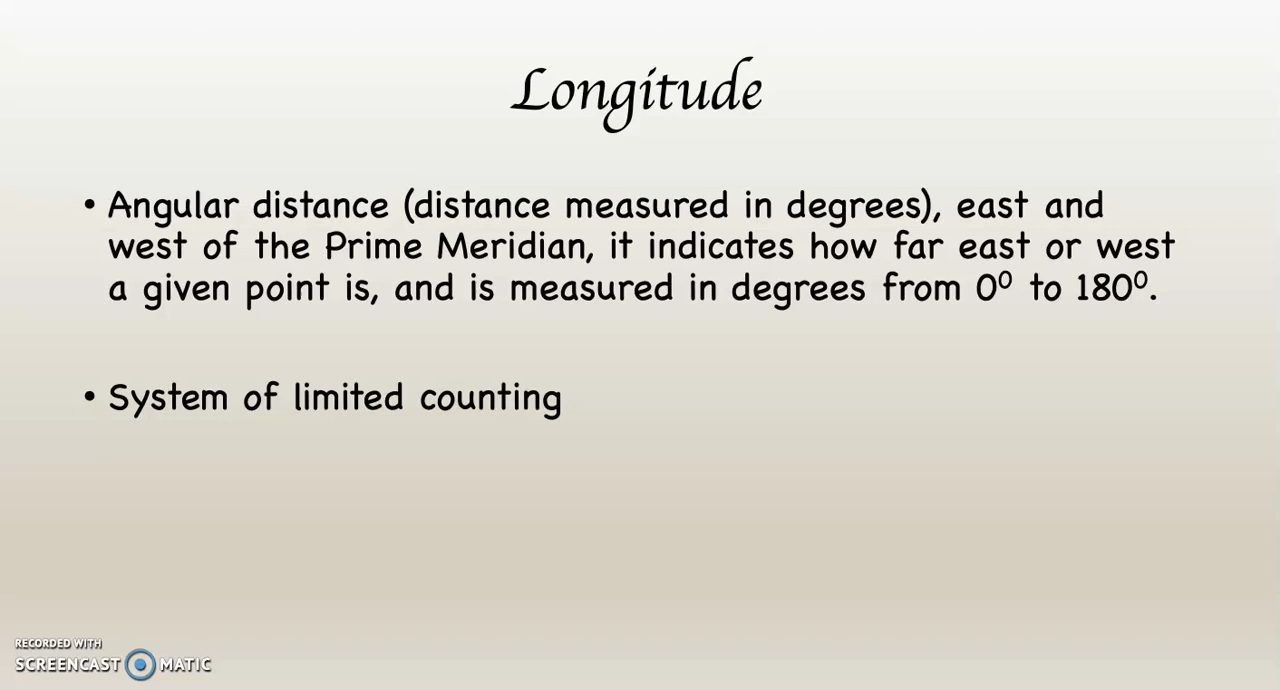 Longitude
• Angular distance (distance measured in degrees), east and
west of the Prime Meridian, it indicates how far east or west
a given point is, and is measured in degrees from 0⁰ to 180⁰.
• System of limited counting
RECORDED WITH
SCREENCAST MATIC